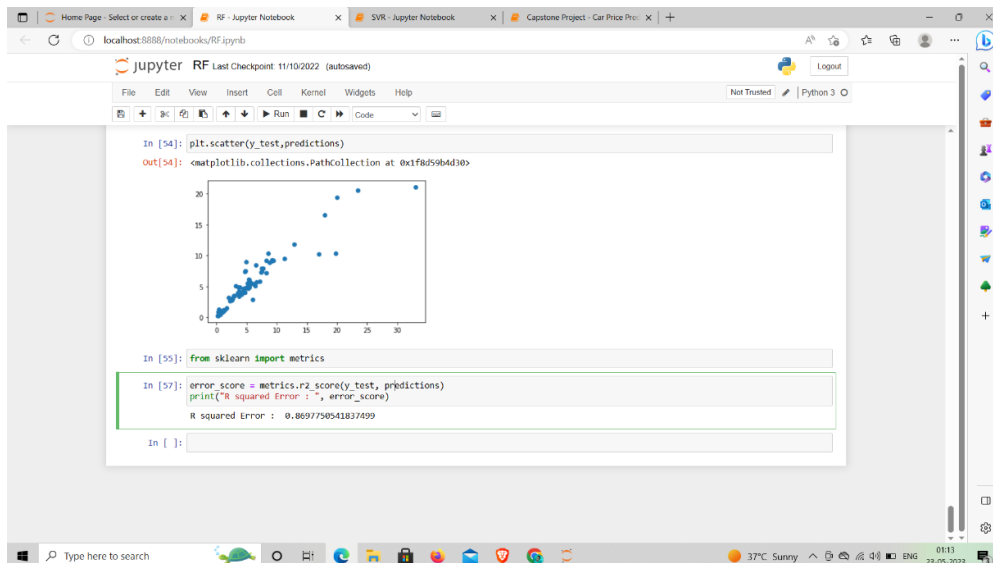 Home Page - Select or create a n
RF - Jupyter Notebook
SVR - Jupyter Notebook
Capstone Project - Car Price Prec
localhost:8888/notebooks/RF.ipynb
jupyter RF Last Checkpoint: 11/10/2022 (autosaved)
Logout
File Edit View Insert Cell Kernel Widgets Help
Not Trusted
Python 3
Run
Code
In [54]: plt.scatter(y_test,predictions)
Out[54]: <matplotlib.collections.PathCollection at 0x1f8d59b4d30>
20
15
10
5
0
0 5 10 15 20 25 30
In [55]: from sklearn import metrics
In [57]: error_score = metrics.r2_score(y_test, predictions)
print("R squared Error : ", error_score)
R squared Error : 0.8697750541837499
In [ ]:
Type here to search
37°C Sunny
ENG
01:13
23-05-2023